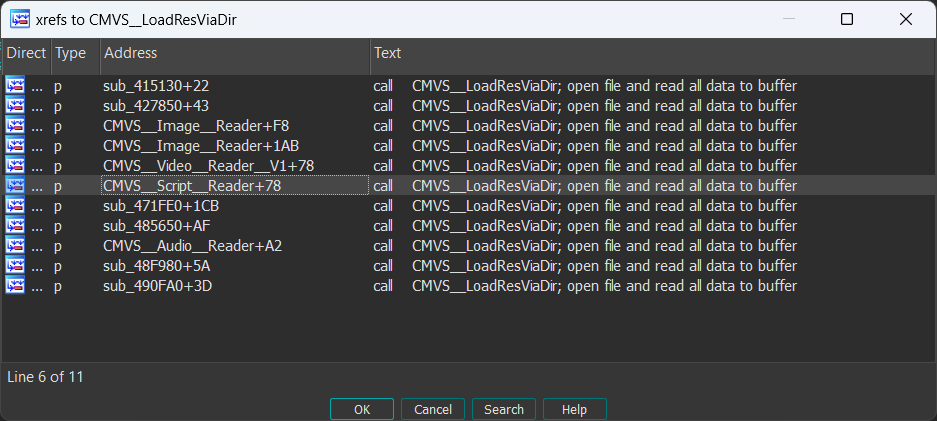 xrefs to CMVS__LoadResViaDir
Direct Type Address Text
... p sub_415130+22 call CMVS__LoadResViaDir; open file and read all data to buffer
... p sub_427850+43 call CMVS__LoadResViaDir; open file and read all data to buffer
... p CMVS__Image__Reader+F8 call CMVS__LoadResViaDir; open file and read all data to buffer
... p CMVS__Image__Reader+1AB call CMVS__LoadResViaDir; open file and read all data to buffer
... p CMVS__Video__Reader__V1+78 call CMVS__LoadResViaDir; open file and read all data to buffer
... p CMVS__Script__Reader+78 call CMVS__LoadResViaDir; open file and read all data to buffer
... p sub_471FE0+1CB call CMVS__LoadResViaDir; open file and read all data to buffer
... p sub_485650+AF call CMVS__LoadResViaDir; open file and read all data to buffer
... p CMVS__Audio__Reader+A2 call CMVS__LoadResViaDir; open file and read all data to buffer
... p sub_48F980+5A call CMVS__LoadResViaDir; open file and read all data to buffer
... p sub_490FA0+3D call CMVS__LoadResViaDir; open file and read all data to buffer
Line 6 of 11
OK Cancel Search Help